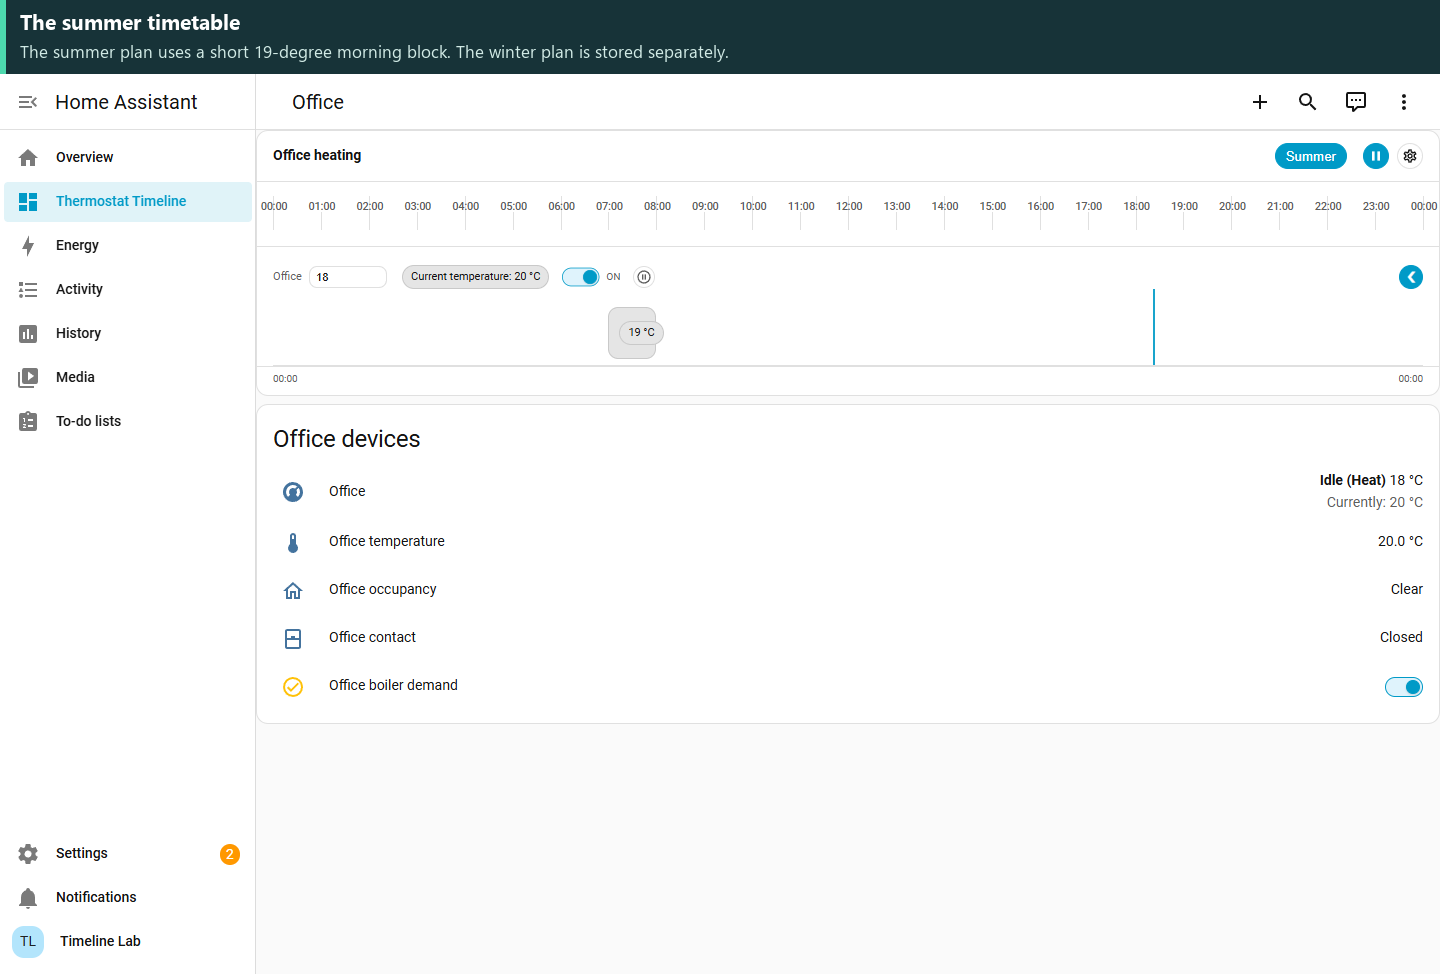 The summer timetable
The summer plan uses a short 19-degree morning block. The winter plan is stored separately.
Home Assistant
Office
Overview
Thermostat Timeline
Energy
Activity
History
Media
To-do lists
Settings 2
Notifications
TL Timeline Lab
Office heating
Summer
00:00 01:00 02:00 03:00 04:00 05:00 06:00 07:00 08:00 09:00 10:00 11:00 12:00 13:00 14:00 15:00 16:00 17:00 18:00 19:00 20:00 21:00 22:00 23:00 00:00
Office 18 Current temperature: 20 °C ON
19 °C
00:00 00:00
Office devices
Office Idle (Heat) 18 °C
Currently: 20 °C
Office temperature 20.0 °C
Office occupancy Clear
Office contact Closed
Office boiler demand